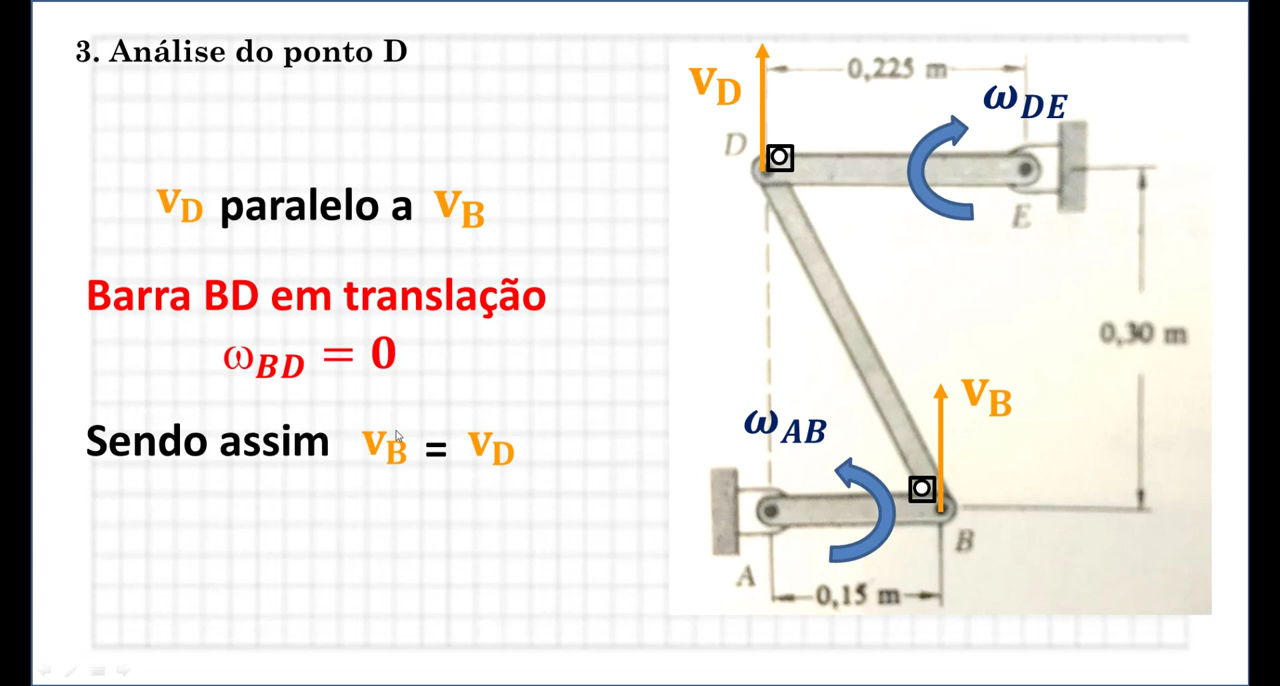 3. Análise do ponto D
v_D paralelo a v_B
Barra BD em translação
ω_BD = 0
Sendo assim v_B = v_D
0,225 m
v_D
ω_DE
D
E
0,30 m
v_B
ω_AB
B
A
0,15 m